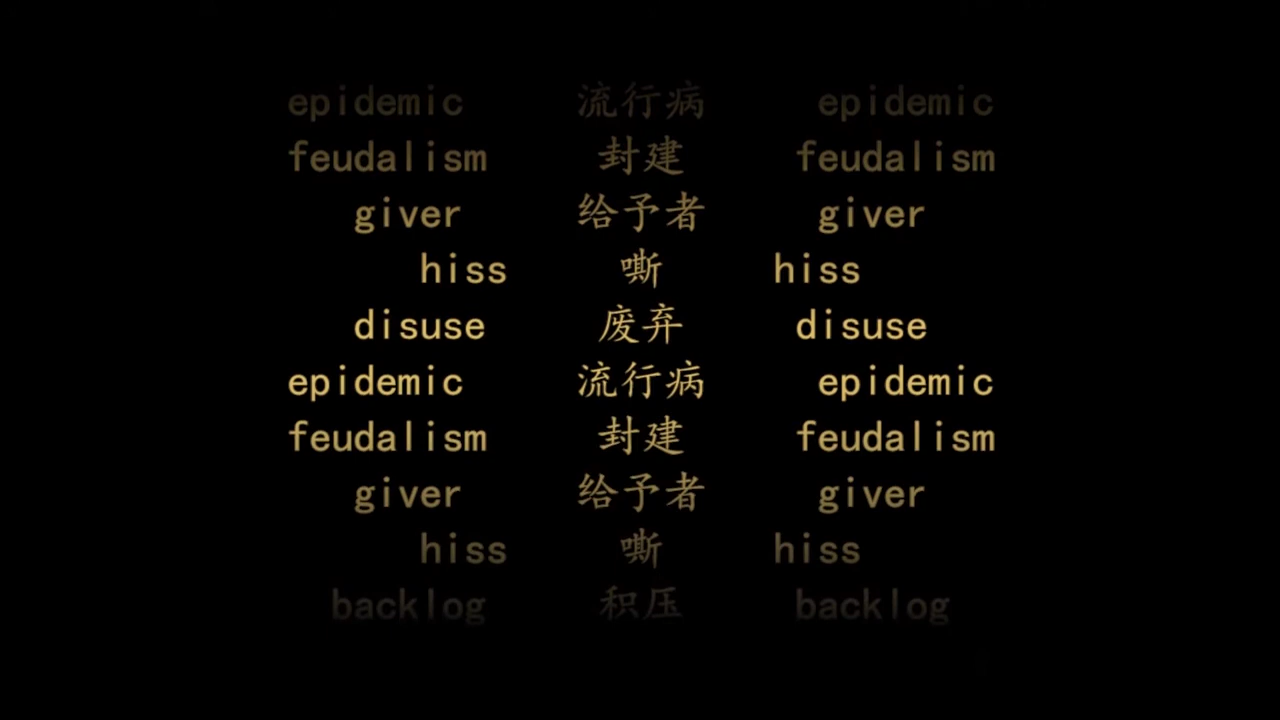 epidemic 流行病 epidemic
feudalism 封建 feudalism
giver 给予者 giver
hiss 嘶 hiss
disuse 废弃 disuse
epidemic 流行病 epidemic
feudalism 封建 feudalism
giver 给予者 giver
hiss 嘶 hiss
backlog 积压 backlog